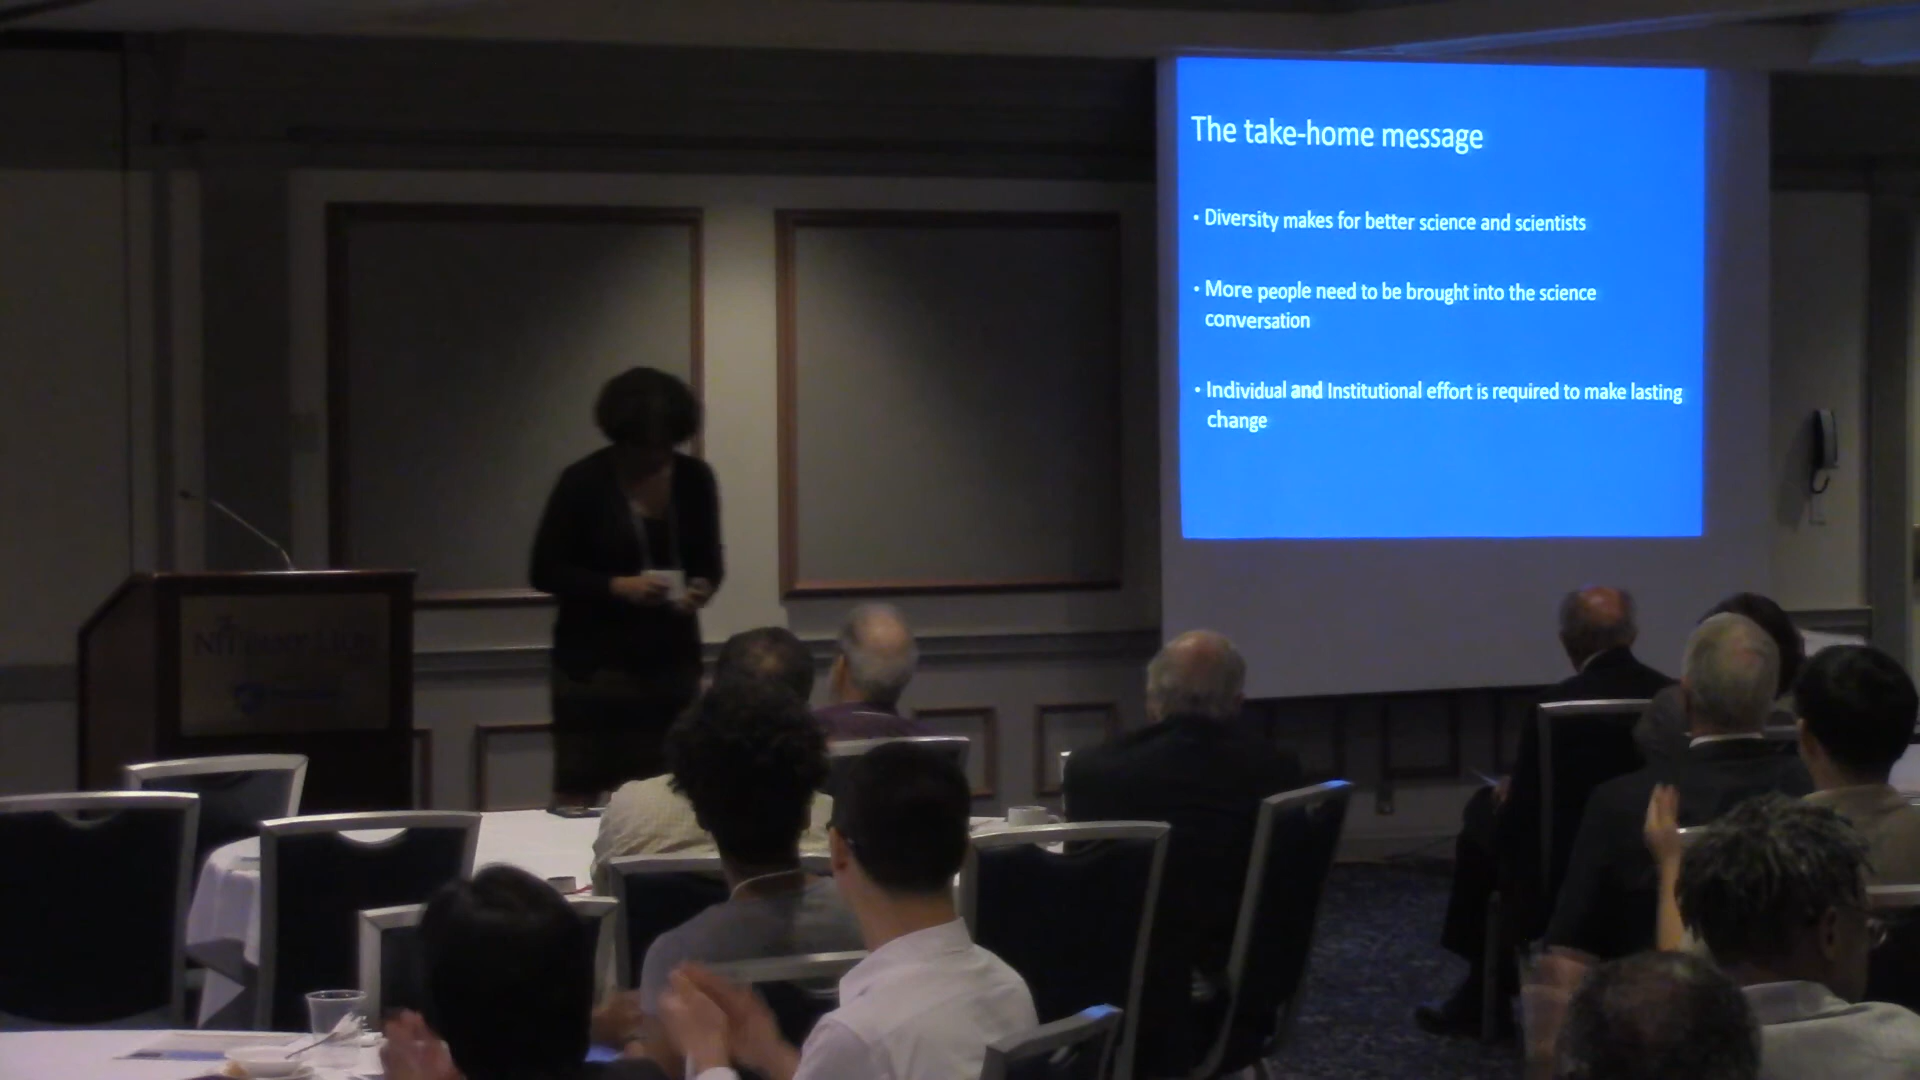 The take-home message
• Diversity makes for better science and scientists
• More people need to be brought into the science
conversation
• Individual and Institutional effort is required to make lasting
change